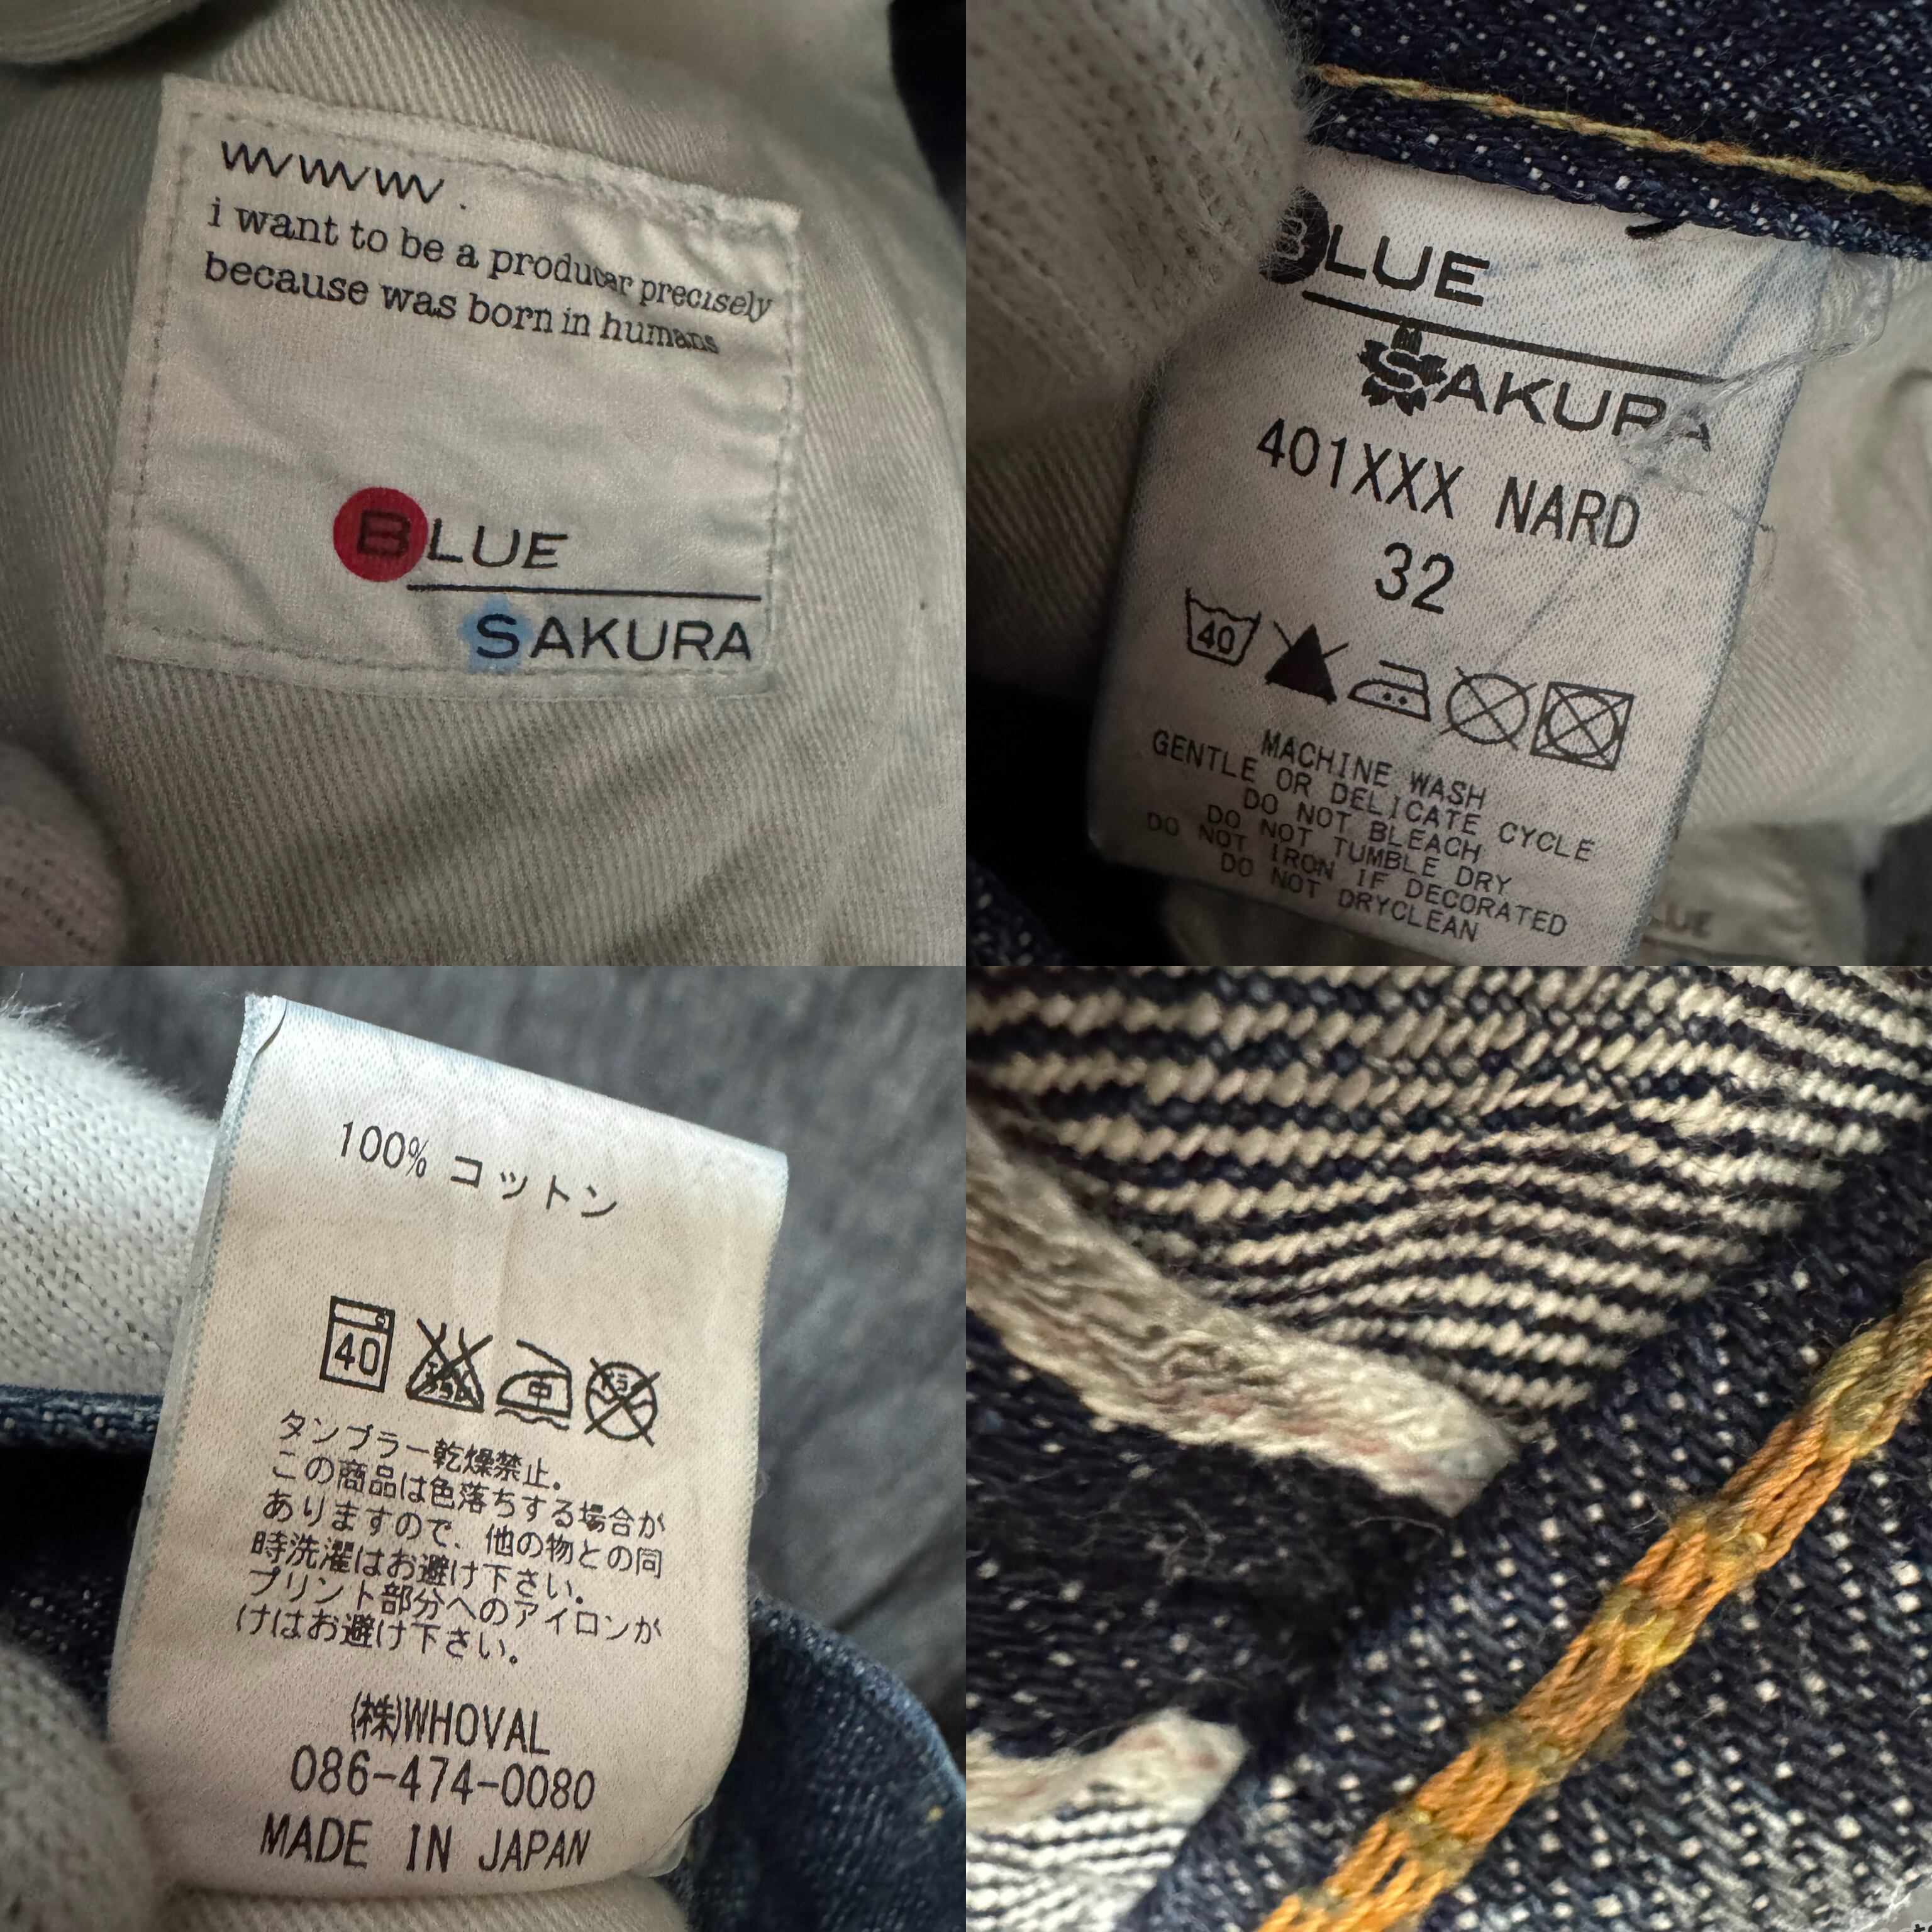 wwww.
i want to be a producar precisely
because was born in humans
BLUE
SAKURA
BLUE
SAKURA
401XXX NARD
32
40
MACHINE WASH
GENTLE OR DELICATE CYCLE
DO NOT BLEACH
DO NOT TUMBLE DRY
DO NOT IRON IF DECORATED
DO NOT DRYCLEAN
LUE
100% コットン
40
中
タンブラー乾燥禁止。
この商品は色落ちする場合が
ありますので、他の物との同
時洗濯はお避け下さい。
プリント部分へのアイロンが
けはお避け下さい。
㈱WHOVAL
086-474-0080
MADE IN JAPAN